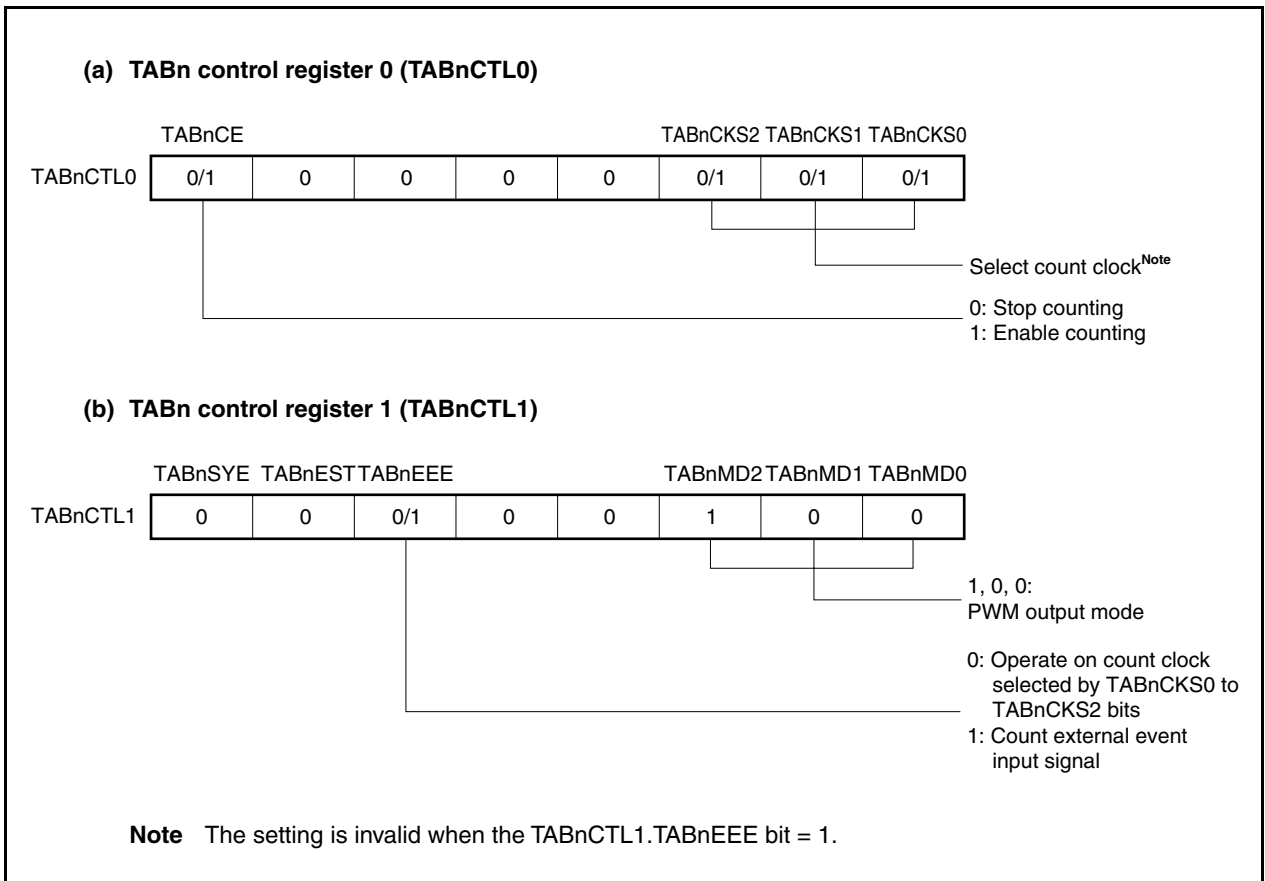 (a) TABn control register 0 (TABnCTL0)
TABnCE TABnCKS2 TABnCKS1 TABnCKS0
TABnCTL0 0/1 0 0 0 0 0/1 0/1 0/1
Select count clockNote
0: Stop counting
1: Enable counting
(b) TABn control register 1 (TABnCTL1)
TABnSYE TABnEST TABnEEE TABnMD2 TABnMD1 TABnMD0
TABnCTL1 0 0 0/1 0 0 1 0 0
1, 0, 0:
PWM output mode
0: Operate on count clock
selected by TABnCKS0 to
TABnCKS2 bits
1: Count external event
input signal
Note The setting is invalid when the TABnCTL1.TABnEEE bit = 1.